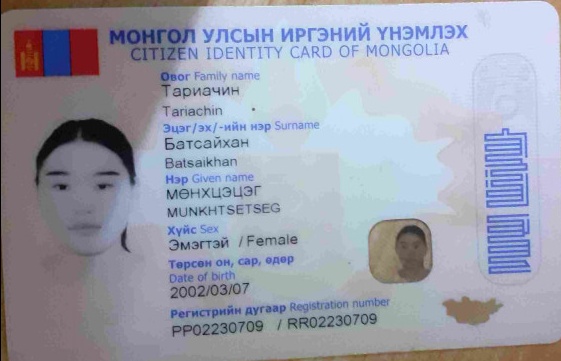 МОНГОЛ УЛСЫН ИРГЭНИЙ ҮНЭМЛЭХ
CITIZEN IDENTITY CARD OF MONGOLIA
Овог Family name
Тариачин
Tariachin
Эцэг/эх/-ийн нэр Surname
Батсайхан
Batsaikhan
Нэр Given name
МӨНХЦЭЦЭГ
MUNKHTSETSEG
Хүйс Sex
Эмэгтэй / Female
Төрсөн он, сар, өдөр
Date of birth
2002/03/07
Регистрийн дугаар Registration number
РР02230709 / RR02230709